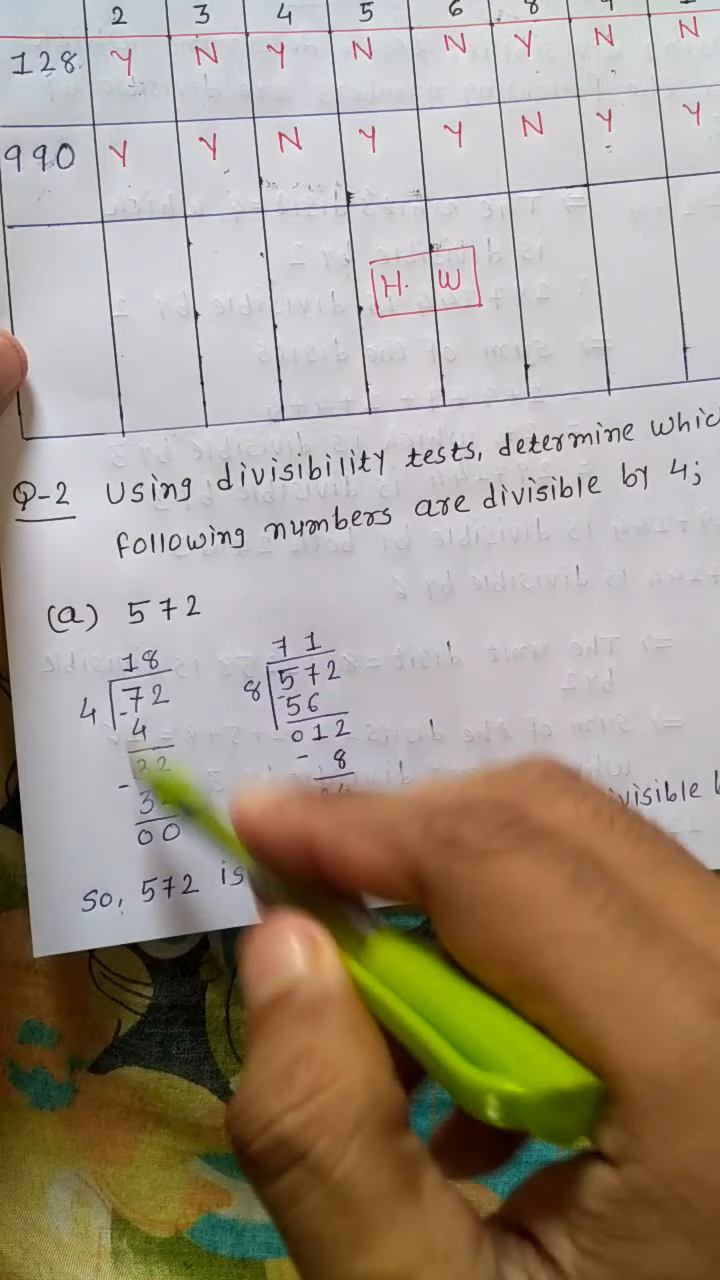 2 3 4 5 6 8
128 Y N Y N N Y N N
990 Y Y N Y Y N Y Y
H. W
Q-2 Using divisibility tests, determine
following numbers are divisible by 4;
(a) 572
18 71
4 72 8 572
- 4 56
32 012
- - 8
00
visible
So, 572 is